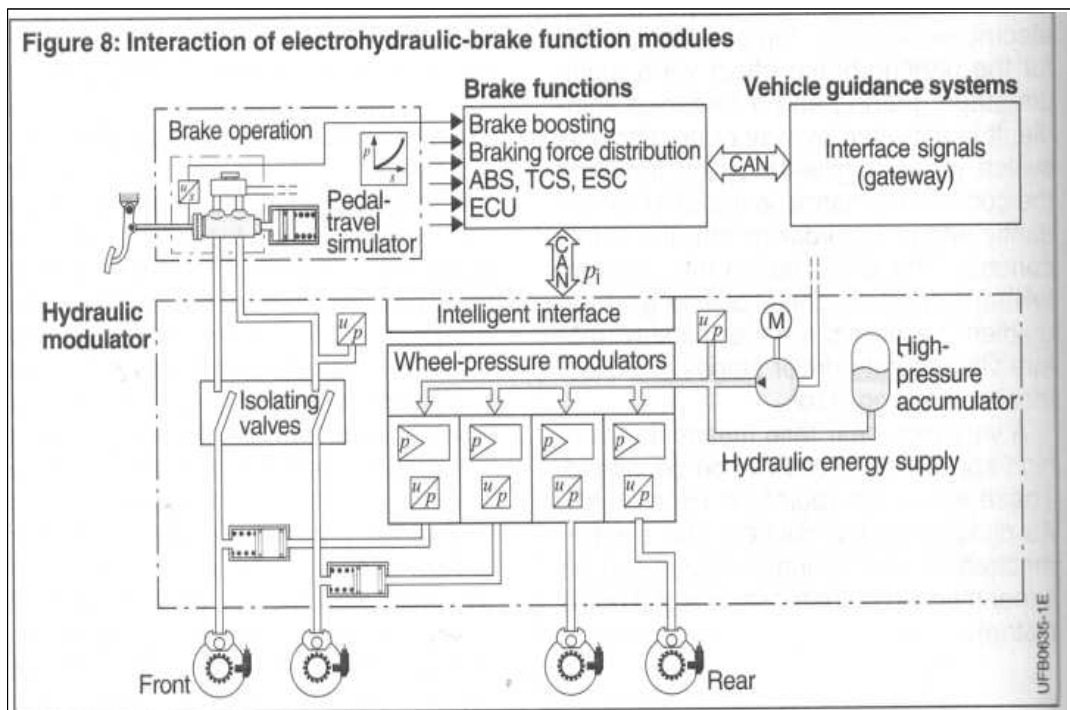 Figure 8: Interaction of electrohydraulic-brake function modules
Brake operation
p
s
u
s
Pedal-
travel
simulator
Brake functions
Brake boosting
Braking force distribution
ABS, TCS, ESC
ECU
CAN
Vehicle guidance systems
Interface signals
(gateway)
CAN
pi
Hydraulic
modulator
Intelligent interface
u
p
u
p
M
High-
pressure
accumulator
Wheel-pressure modulators
Isolating
valves
p
p
p
p
Hydraulic energy supply
u
p
u
p
u
p
u
p
Front
Rear
UFB0635-1E